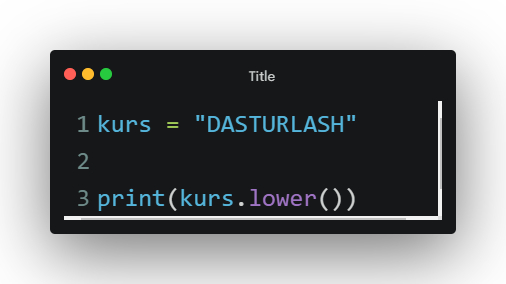 Title
1 kurs = "DASTURLASH"
2
3 print(kurs.lower())